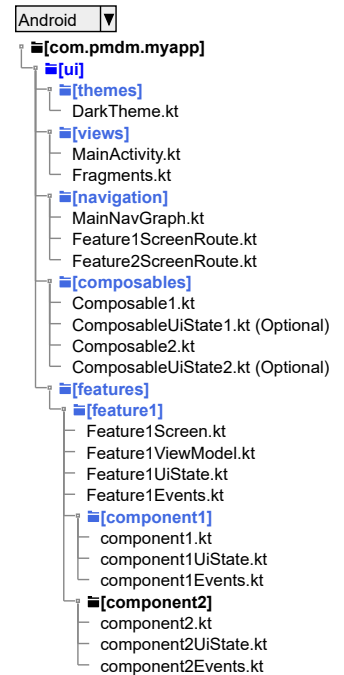 Android
[com.pmdm.myapp]
[ui]
[themes]
DarkTheme.kt
[views]
MainActivity.kt
Fragments.kt
[navigation]
MainNavGraph.kt
Feature1ScreenRoute.kt
Feature2ScreenRoute.kt
[composables]
Composable1.kt
ComposableUiState1.kt (Optional)
Composable2.kt
ComposableUiState2.kt (Optional)
[features]
[feature1]
Feature1Screen.kt
Feature1ViewModel.kt
Feature1UiState.kt
Feature1Events.kt
[component1]
component1.kt
component1UiState.kt
component1Events.kt
[component2]
component2.kt
component2UiState.kt
component2Events.kt